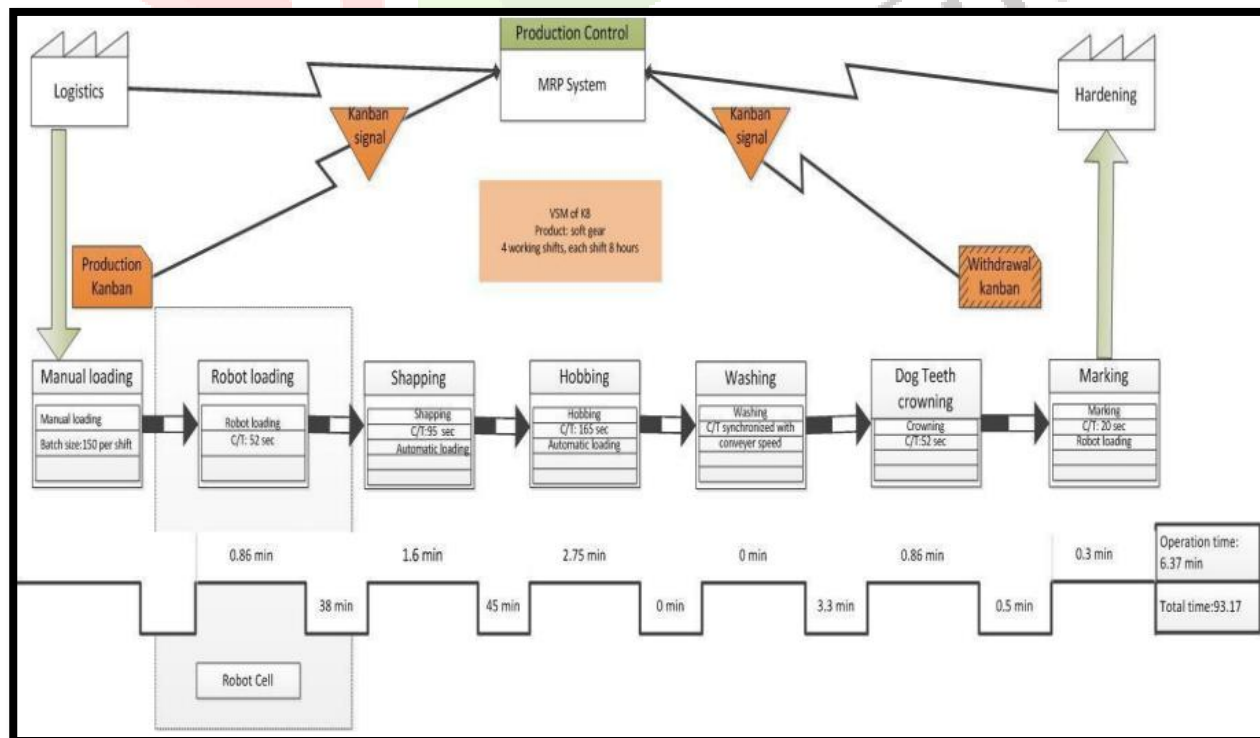 Production Control
MRP System
Logistics
Hardening
Kanban
signal
Kanban
signal
VSM of K8
Product: soft gear
4 working shifts, each shift 8 hours
Production
Kanban
Withdrawal
kanban
Manual loading
Manual loading
Batch size:150 per shift
Robot loading
Robot loading
C/T: 52 sec
Shapping
Shapping
C/T:95 sec
Automatic loading
Hobbing
Hobbing
C/T: 165 sec
Automatic loading
Washing
Washing
C/T synchronized with
conveyer speed
Dog Teeth
crowning
Crowning
C/T:52 sec
Marking
Marking
C/T: 20 sec
Robot loading
0.86 min
1.6 min
2.75 min
0 min
0.86 min
0.3 min
Operation time:
6.37 min
38 min
45 min
0 min
3.3 min
0.5 min
Total time:93.17
Robot Cell